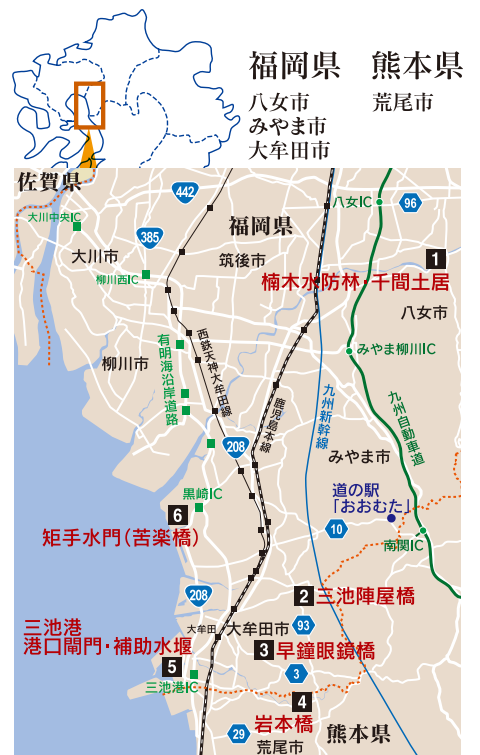 福岡県
八女市
みやま市
大牟田市
熊本県
荒尾市
佐賀県
442
八女IC
96
大川中央IC
福岡県
385
大川市
筑後市
1
柳川西IC
楠木水防林・千間土居
八女市
有明海沿岸道路
西鉄天神大牟田線
みやま柳川IC
柳川市
鹿児島本線
九州新幹線
九州自動車道
208
みやま市
黒崎IC
道の駅
「おおむた」
6
10
矩手水門(苦楽橋)
南関IC
208
2
三池陣屋橋
三池港
港口閘門・補助水堰
大牟田
大牟田市
93
3
早鐘眼鏡橋
5
三池港IC
3
4
岩本橋
29
熊本県
荒尾市